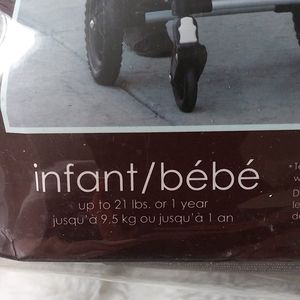 infant/bébé
up to 21 lbs. or 1 year
jusqu'à 9.5 kg ou jusqu'à 1 an